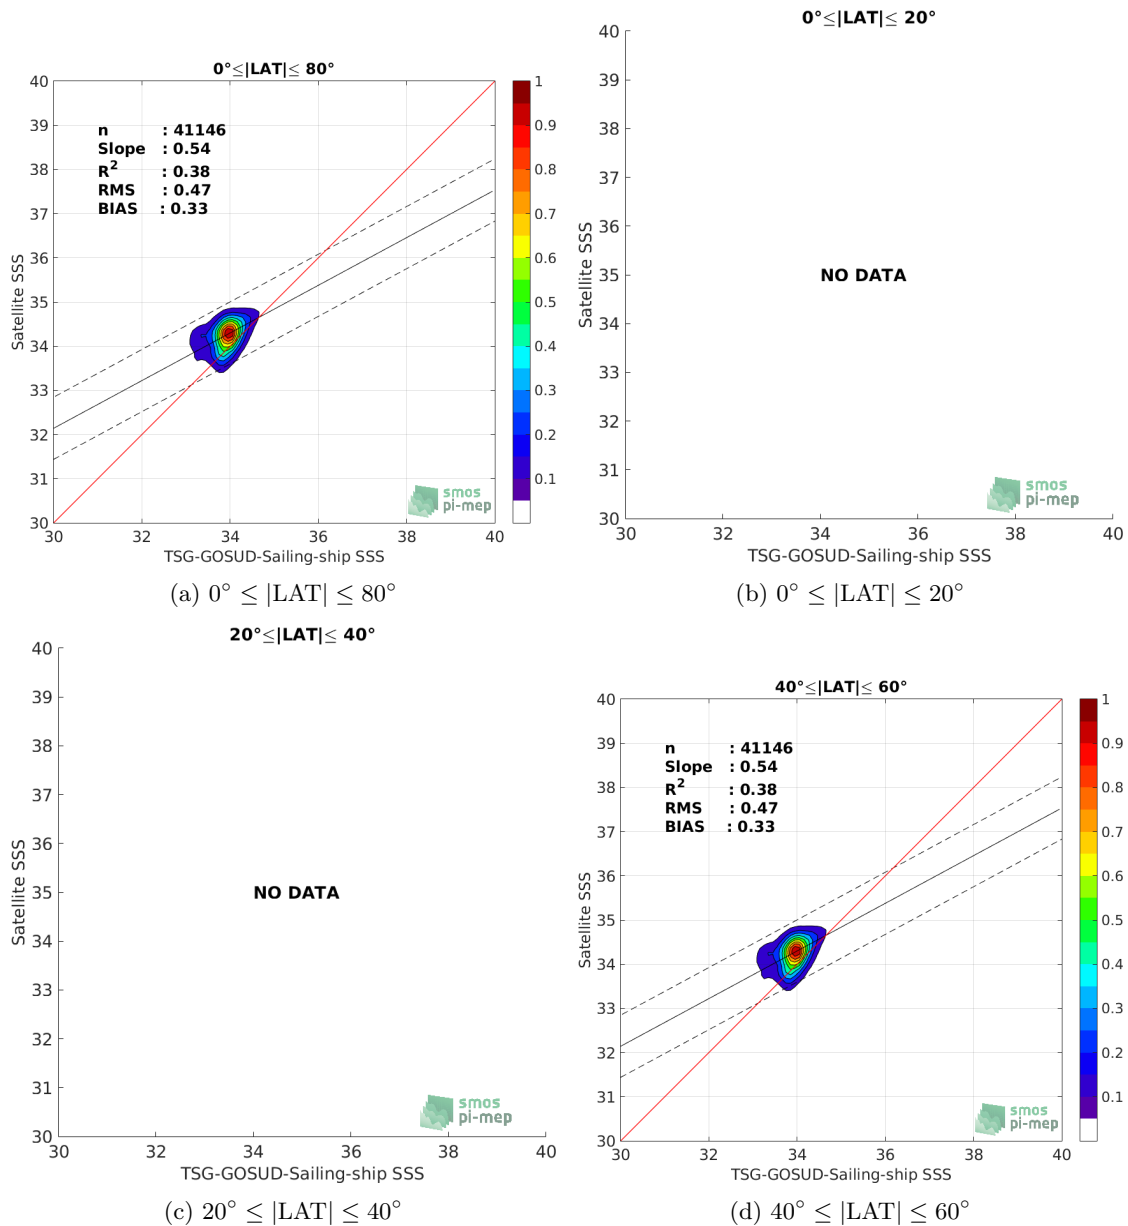 0°≤|LAT|≤ 80°
40
39
38
37
36
35
34
33
32
31
30
Satellite SSS
n : 41146
Slope : 0.54
R² : 0.38
RMS : 0.47
BIAS : 0.33
1
0.9
0.8
0.7
0.6
0.5
0.4
0.3
0.2
0.1
smos
pi-mep
30 32 34 36 38 40
TSG-GOSUD-Sailing-ship SSS
(a) 0° ≤ |LAT| ≤ 80°
0°≤|LAT|≤ 20°
40
39
38
37
36
35
34
33
32
31
30
Satellite SSS
NO DATA
smos
pi-mep
30 32 34 36 38 40
TSG-GOSUD-Sailing-ship SSS
(b) 0° ≤ |LAT| ≤ 20°
20°≤|LAT|≤ 40°
40
39
38
37
36
35
34
33
32
31
30
Satellite SSS
NO DATA
smos
pi-mep
30 32 34 36 38 40
TSG-GOSUD-Sailing-ship SSS
(c) 20° ≤ |LAT| ≤ 40°
40°≤|LAT|≤ 60°
40
39
38
37
36
35
34
33
32
31
30
Satellite SSS
n : 41146
Slope : 0.54
R² : 0.38
RMS : 0.47
BIAS : 0.33
1
0.9
0.8
0.7
0.6
0.5
0.4
0.3
0.2
0.1
smos
pi-mep
30 32 34 36 38 40
TSG-GOSUD-Sailing-ship SSS
(d) 40° ≤ |LAT| ≤ 60°